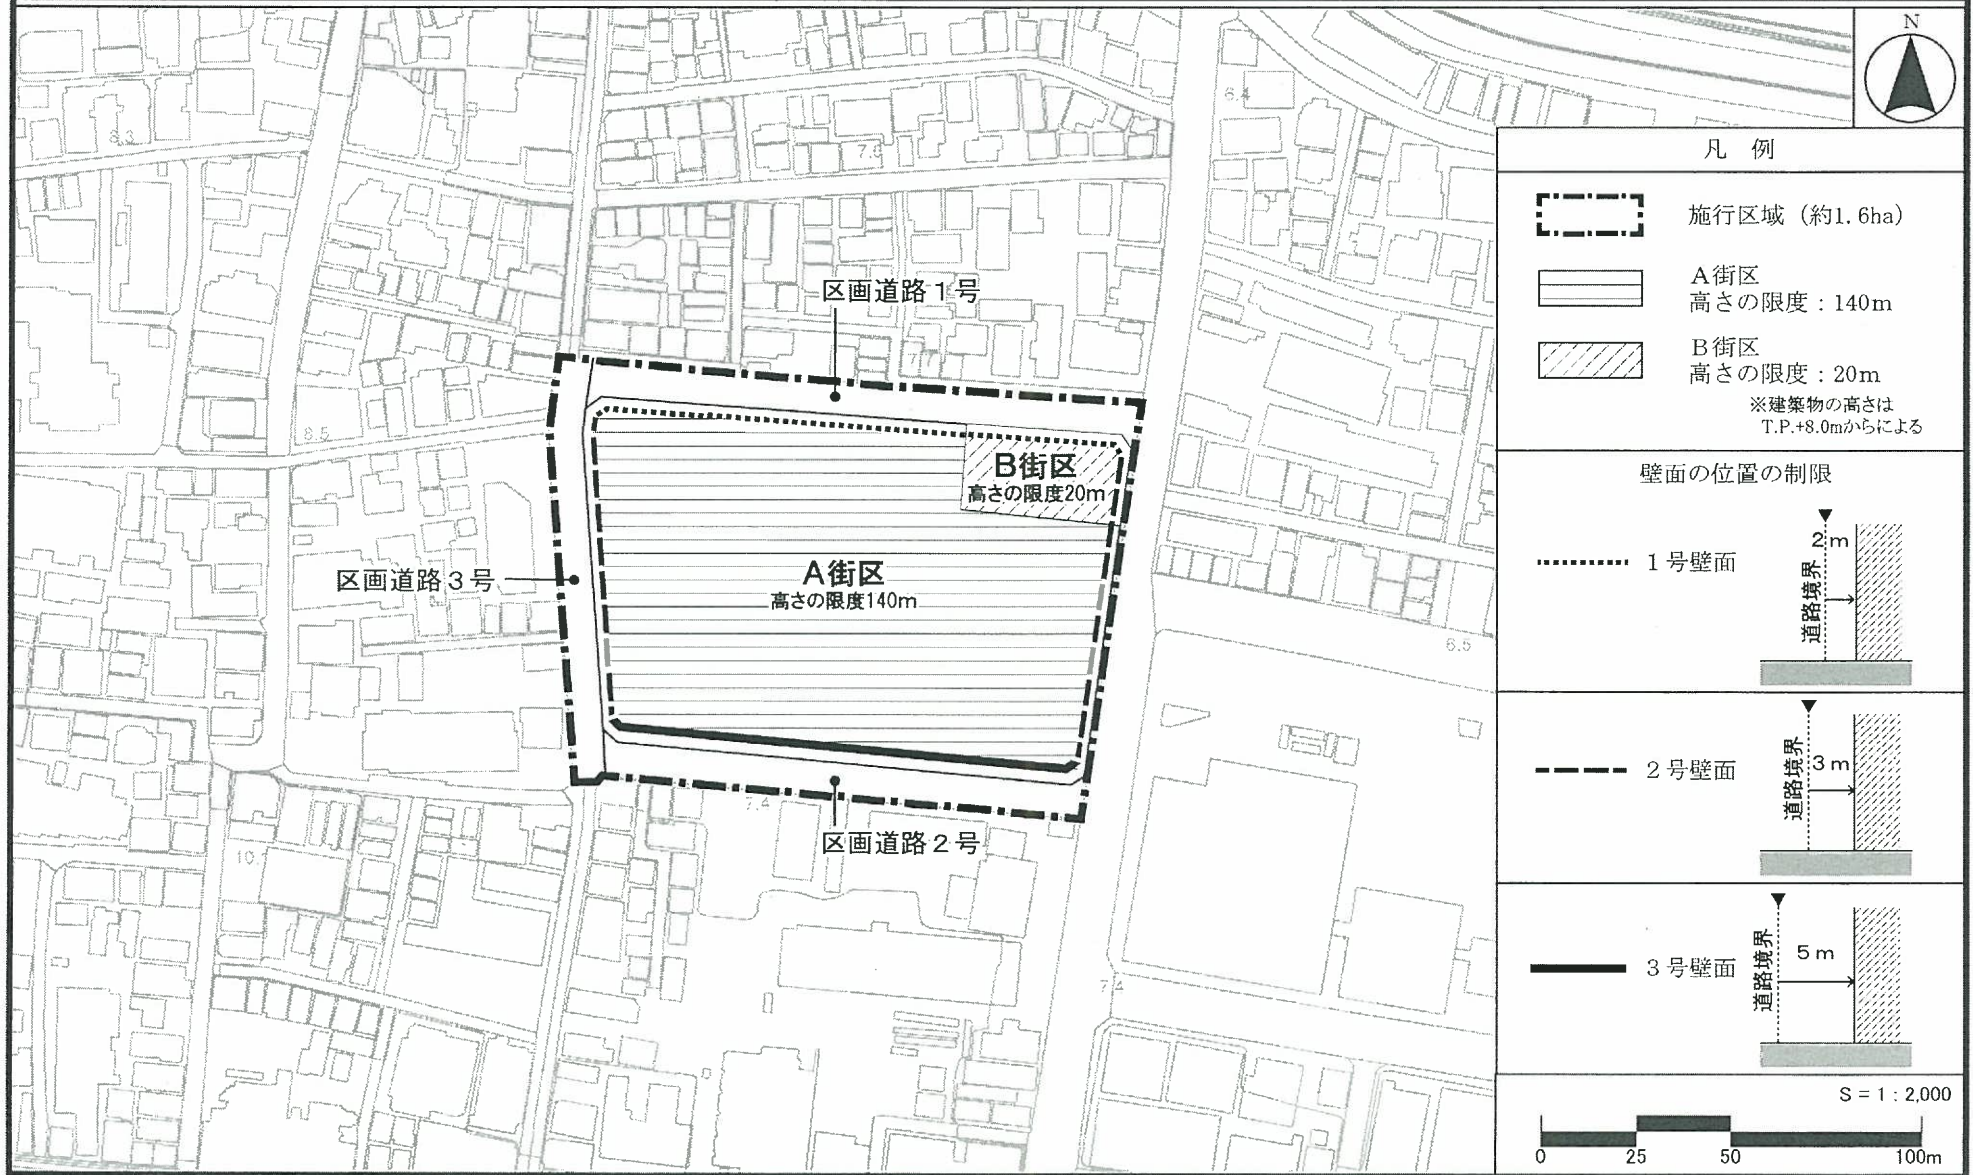 N
凡 例
施行区域 (約1.6ha)
A街区
高さの限度：140m
B街区
高さの限度：20m
※建築物の高さは
T.P.+8.0mからによる
壁面の位置の制限
1号壁面
2m
道路境界
2号壁面
3m
道路境界
3号壁面
5m
道路境界
S = 1 : 2,000
0 25 50 100m
区画道路1号
B街区
高さの限度20m
区画道路3号
A街区
高さの限度140m
区画道路2号
6.4
6.3
6.5
6.5
7.4
7.4